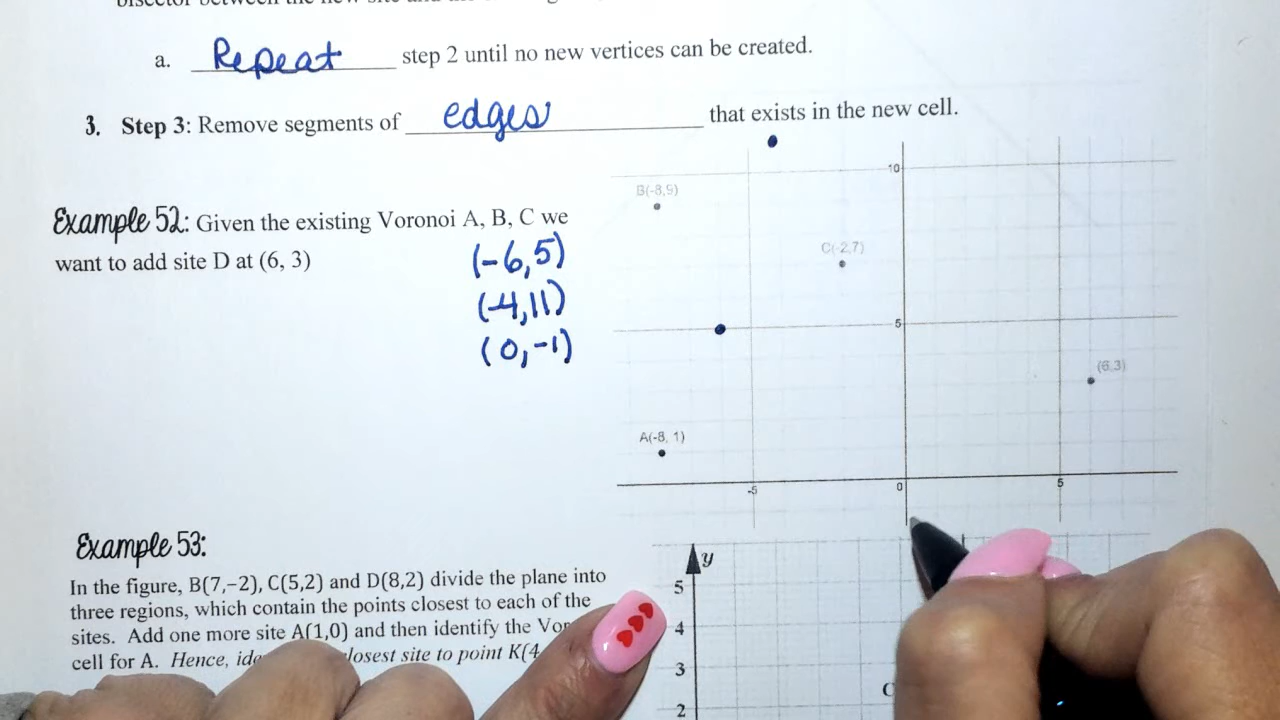 a. Repeat step 2 until no new vertices can be created.
3. Step 3: Remove segments of edges that exists in the new cell.
Example 52: Given the existing Voronoi A, B, C we
want to add site D at (6, 3)
(-6,5)
(-4,11)
(0,-1)
10
B(-8,9)
C(-2,7)
5
(6,3)
A(-8, 1)
-5
0
5
Example 53:
In the figure, B(7,−2), C(5,2) and D(8,2) divide the plane into
three regions, which contain the points closest to each of the
sites. Add one more site A(1,0) and then identify the
cell for A. Hence, closest site to point K(4
y
5
4
3
2
C